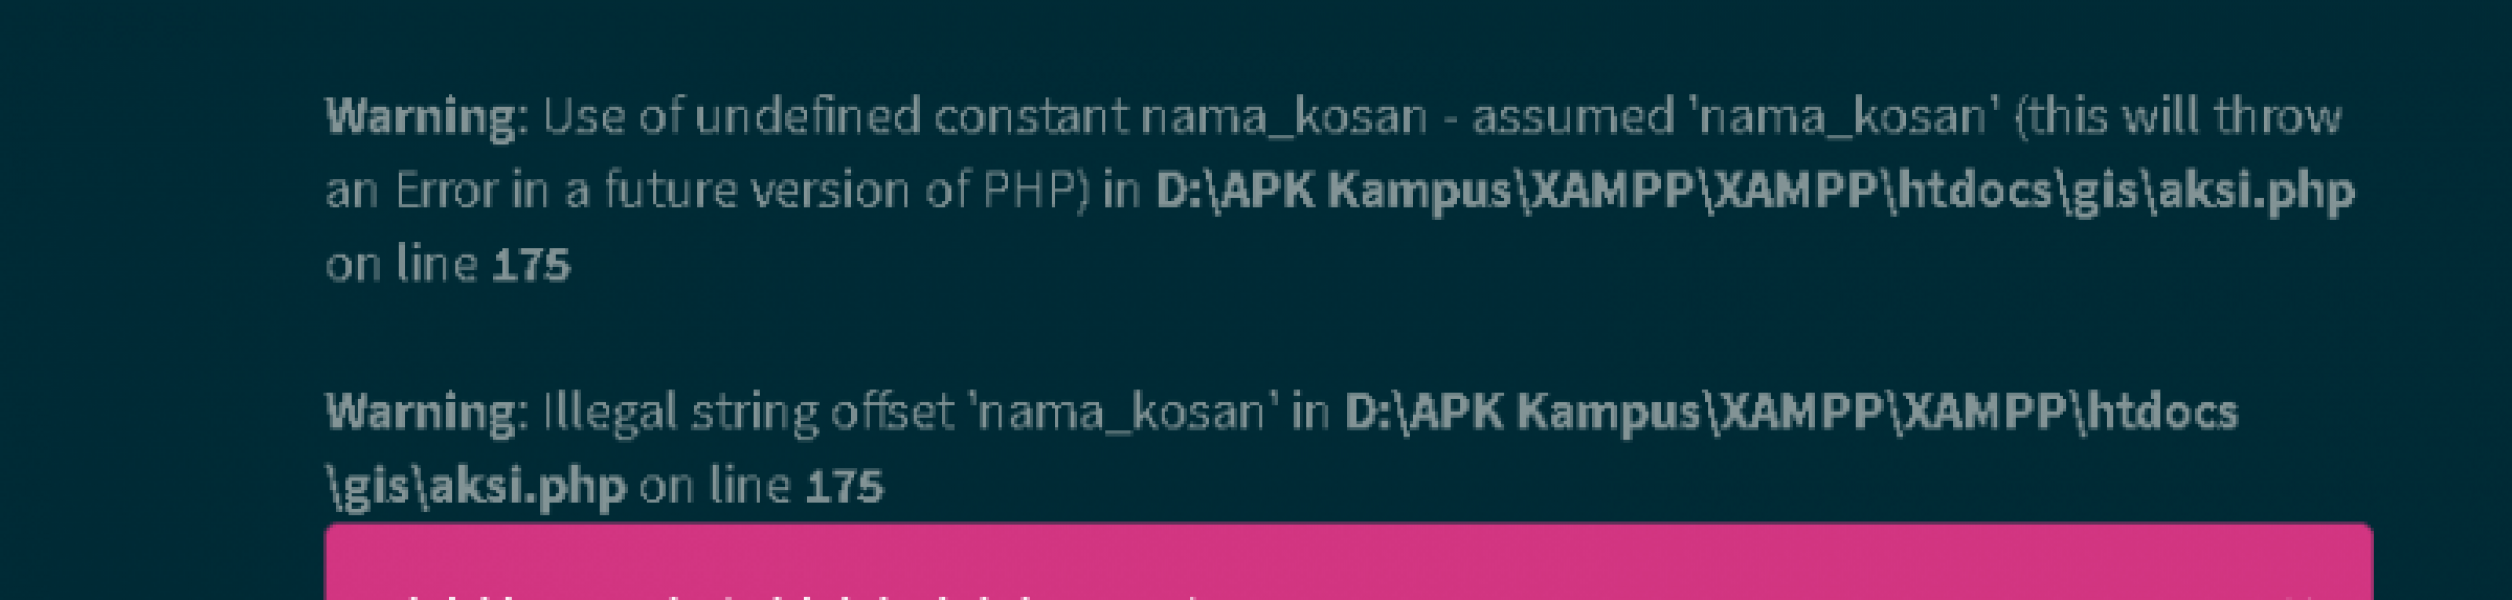 Warning: Use of undefined constant nama_kosan - assumed 'nama_kosan' (this will throw
an Error in a future version of PHP) in D:\APK Kampus\XAMPP\XAMPP\htdocs\gis\aksi.php
on line 175
Warning: Illegal string offset 'nama_kosan' in D:\APK Kampus\XAMPP\XAMPP\htdocs
\gis\aksi.php on line 175